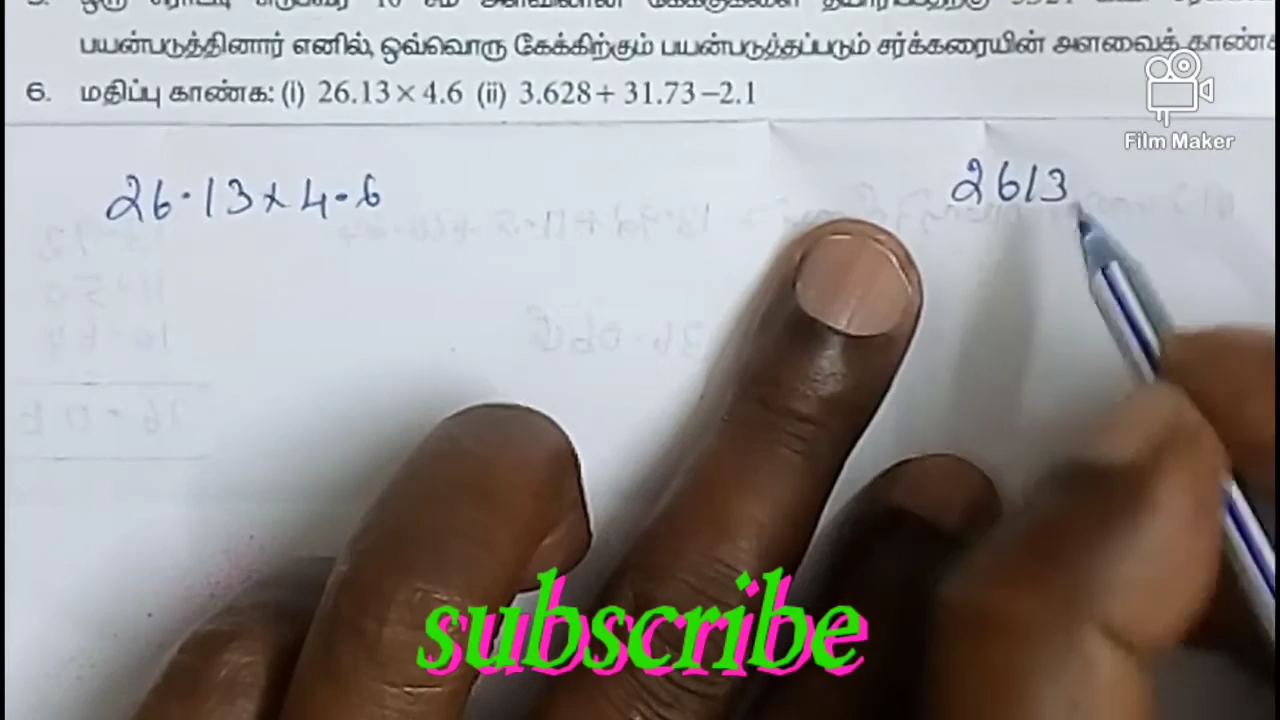 பயன்படுத்தினார் எனில், ஒவ்வொரு கேக்கிற்கும் பயன்படுத்தப்படும் சர்க்கரையின் அளவைக்
6. மதிப்பு காண்க: (i) 26.13 × 4.6 (ii) 3.628 + 31.73 – 2.1
Film Maker
26.13 × 4.6
2613
subscribe